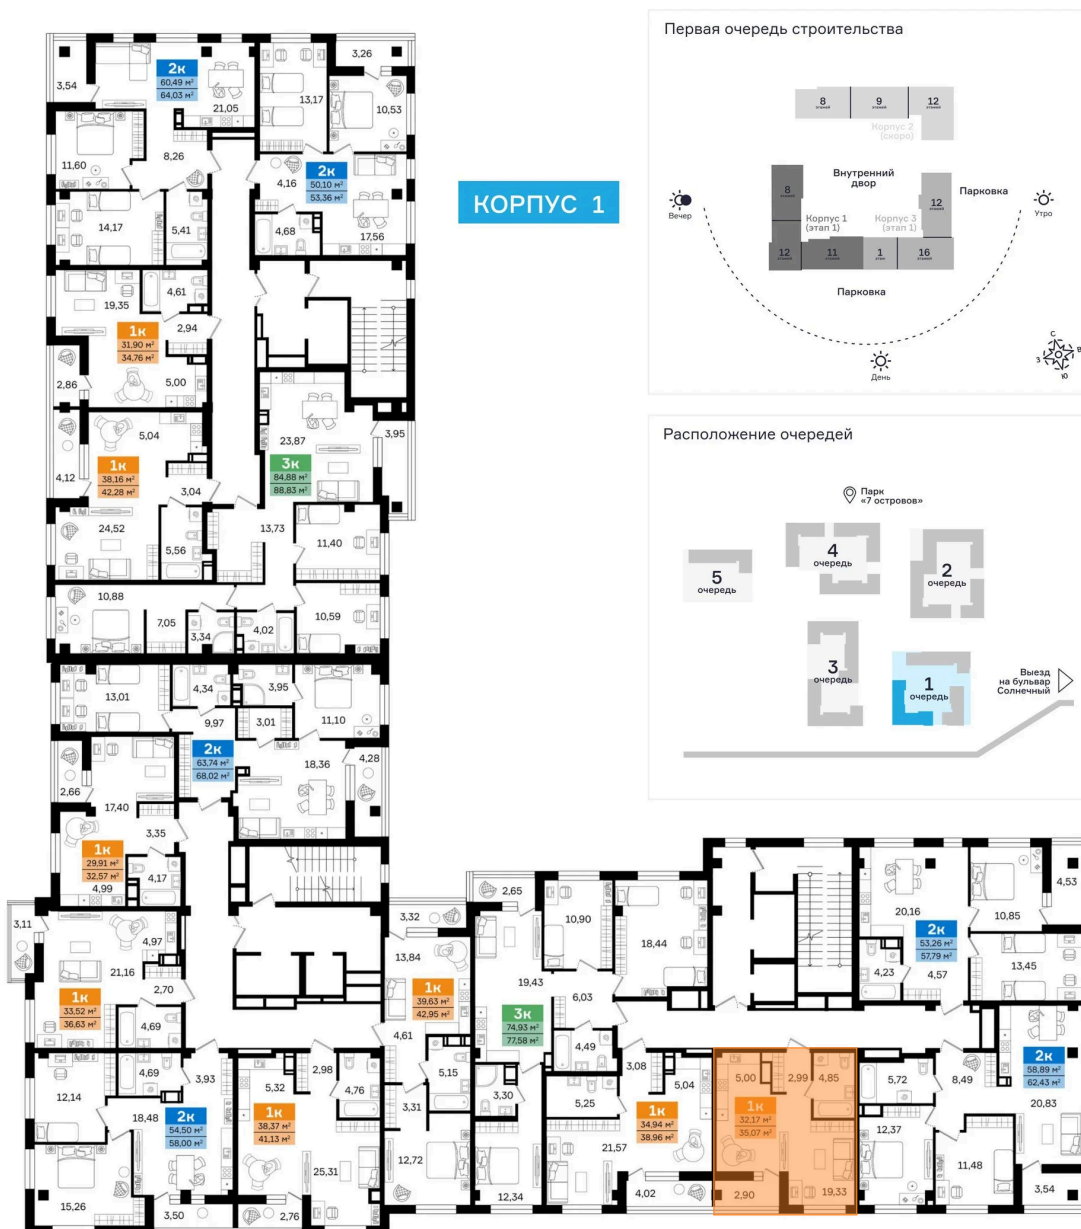 3,54
2к
60,49 м²
64,03 м²
21,05
13,17
3,26
10,53
11,60
8,26
4,16
2к
50,10 м²
53,36 м²
14,17
5,41
4,68
17,56
19,35
4,61
1к
31,90 м²
34,76 м²
2,94
2,86
5,00
5,04
23,87
3,95
4,12
1к
38,16 м²
42,28 м²
3,04
3к
84,88 м²
88,83 м²
24,52
5,56
13,73
11,40
10,88
7,05
3,34
4,02
10,59
13,01
4,34
3,95
11,10
9,97
3,01
2к
63,74 м²
68,02 м²
18,36
4,28
2,66
17,40
3,35
1к
29,91 м²
32,57 м²
4,99
4,17
3,11
4,97
21,16
2,70
1к
33,52 м²
36,63 м²
4,69
3,32
13,84
1к
39,63 м²
42,95 м²
4,61
5,15
3,31
12,72
2,65
10,90
18,44
19,43
6,03
3к
74,93 м²
77,58 м²
4,49
3,30
12,34
12,14
4,69
3,93
18,48
2к
54,50 м²
58,00 м²
15,26
3,50
5,32
2,98
4,76
1к
38,37 м²
41,13 м²
25,31
2,76
5,25
3,08
5,04
1к
34,94 м²
38,96 м²
21,57
4,02
5,00
2,99
4,85
1к
32,17 м²
35,07 м²
2,90
19,33
20,16
2к
53,26 м²
57,79 м²
10,85
4,53
4,23
4,57
13,45
5,72
8,49
2к
58,89 м²
62,43 м²
12,37
11,48
20,83
3,54
КОРПУС 1
Первая очередь строительства
8
этажей
9
этажей
12
этажей
Корпус 2
(скоро)
Внутренний
двор
8
этажей
Парковка
12
этажей
Вечер
Утро
Корпус 1
(этап 1)
Корпус 3
(этап 1)
12
этажей
11
этажей
1
этаж
16
этажей
Парковка
День
С
В
З
Ю
Расположение очередей
Парк
«7 островов»
5
очередь
4
очередь
2
очередь
3
очередь
1
очередь
Выезд
на бульвар
Солнечный